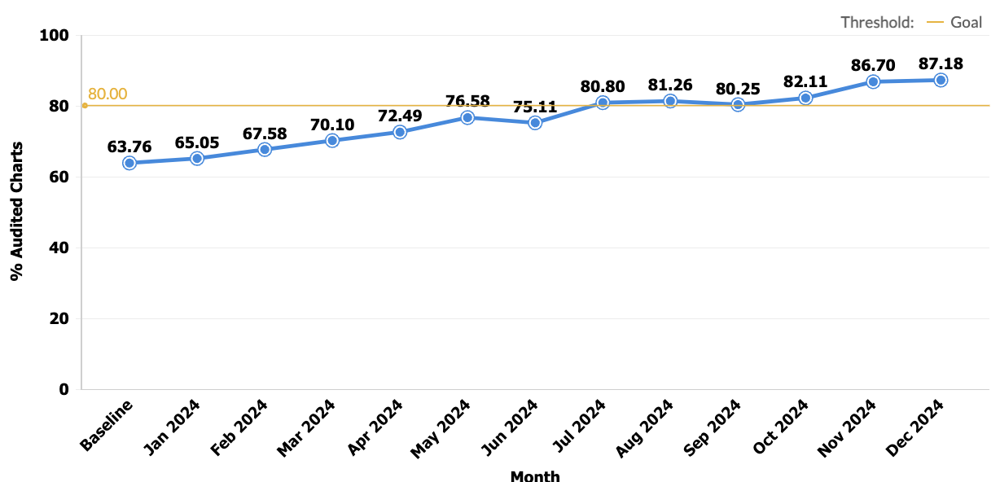 Threshold: Goal
100
80
60
40
20
0
% Audited Charts
80.00
63.76
65.05
67.58
70.10
72.49
76.58
75.11
80.80
81.26
80.25
82.11
86.70
87.18
Baseline
Jan 2024
Feb 2024
Mar 2024
Apr 2024
May 2024
Jun 2024
Jul 2024
Aug 2024
Sep 2024
Oct 2024
Nov 2024
Dec 2024
Month